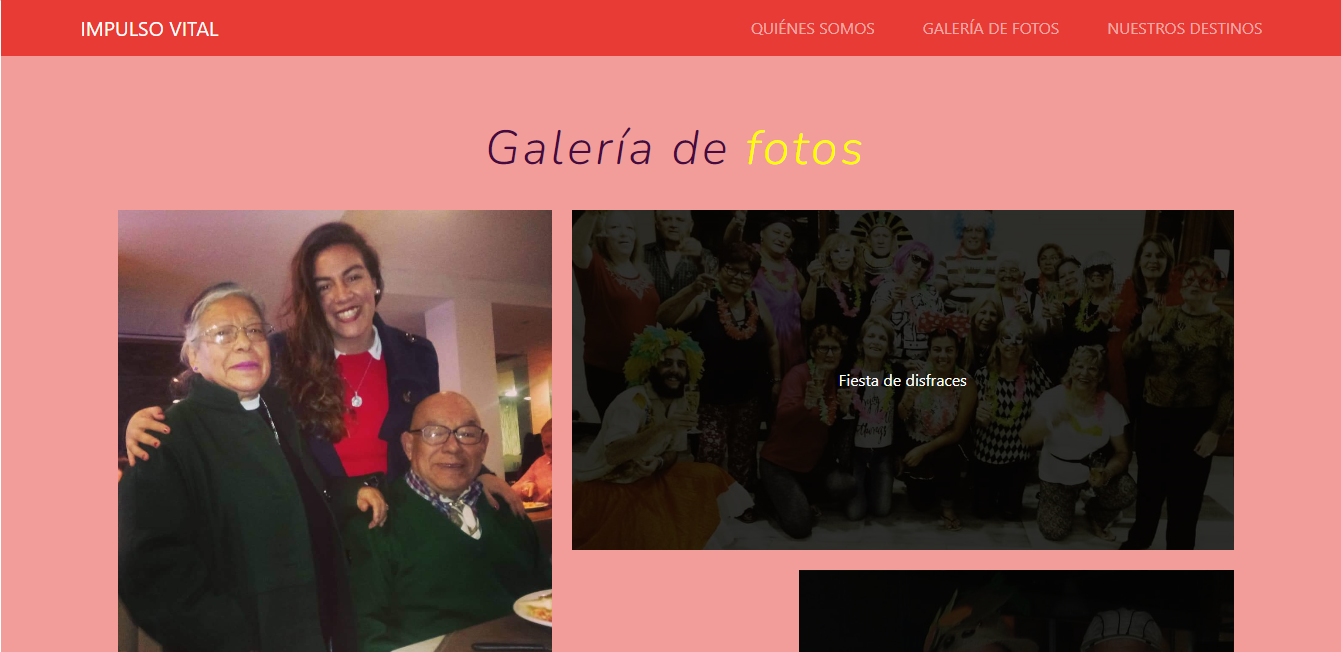 IMPULSO VITAL
QUIÉNES SOMOS
GALERÍA DE FOTOS
NUESTROS DESTINOS
Galería de fotos
Fiesta de disfraces